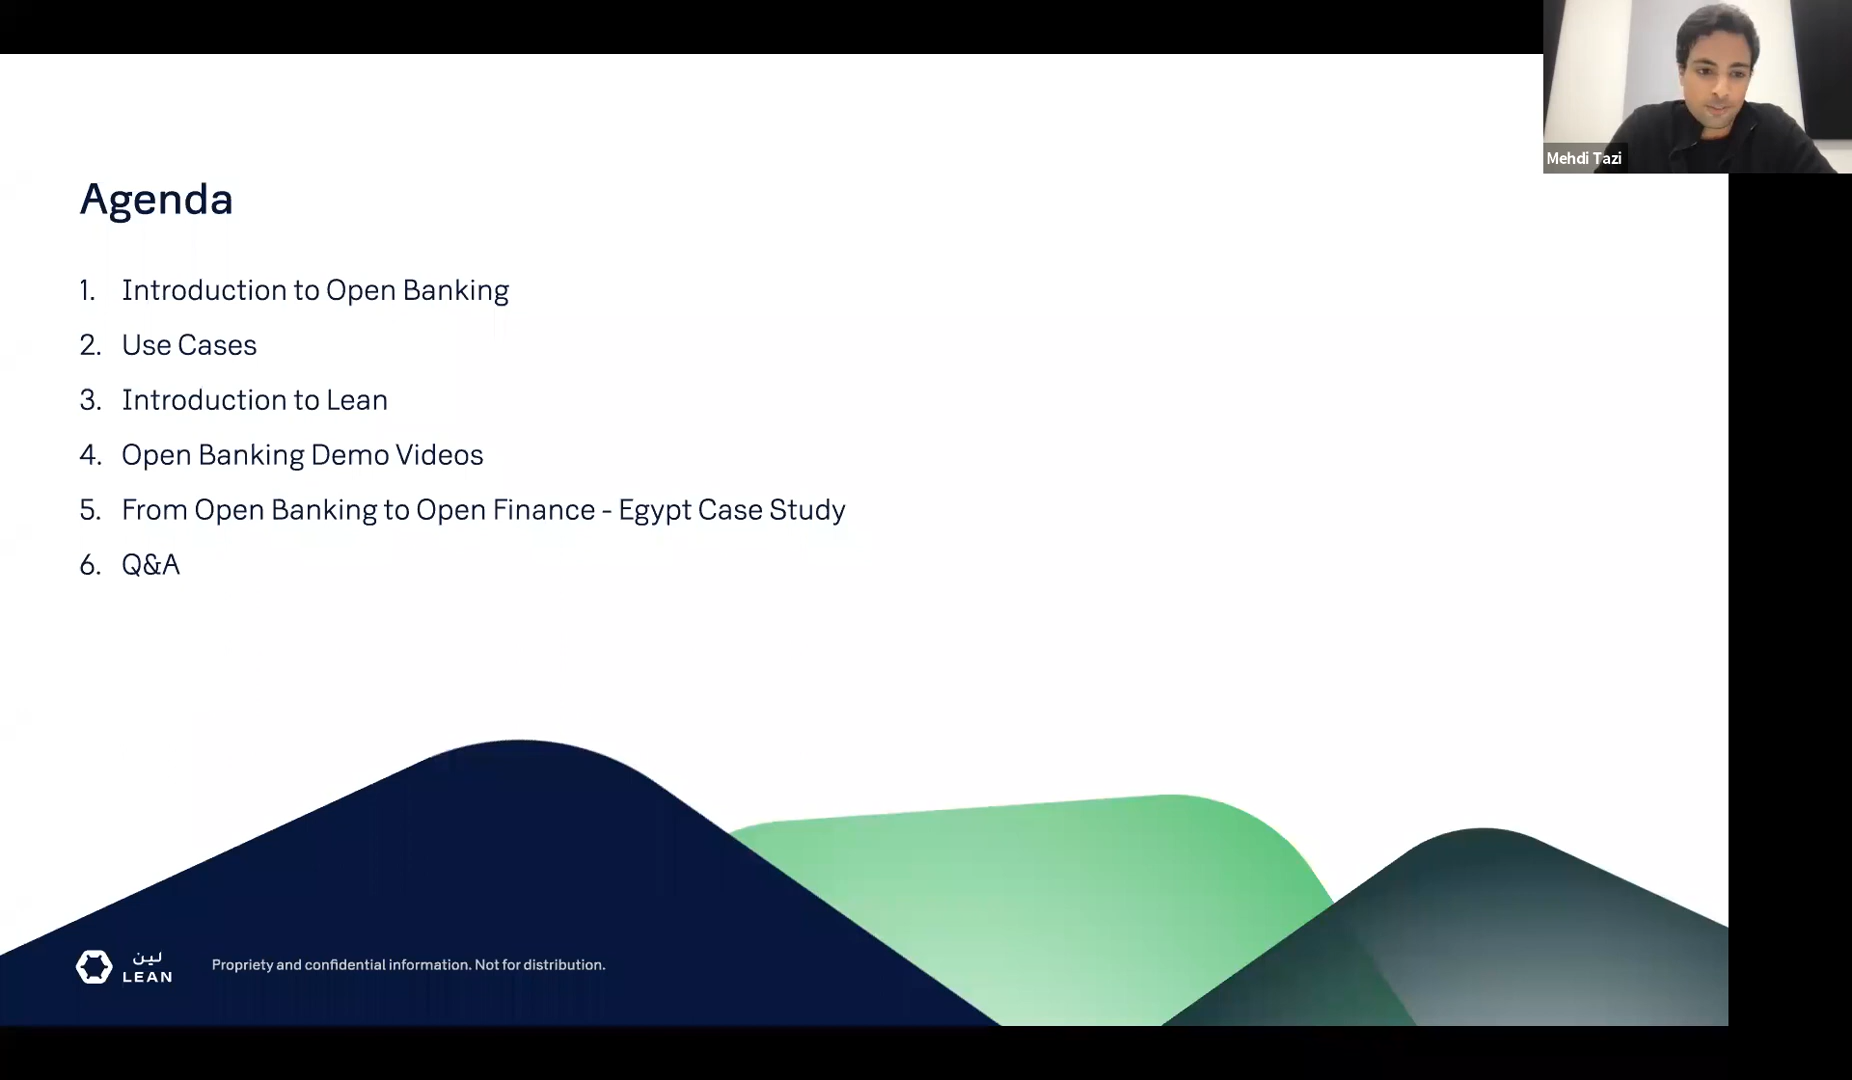 Mehdi Tazi
Agenda
1. Introduction to Open Banking
2. Use Cases
3. Introduction to Lean
4. Open Banking Demo Videos
5. From Open Banking to Open Finance - Egypt Case Study
6. Q&A
لين
LEAN
Propriety and confidential information. Not for distribution.